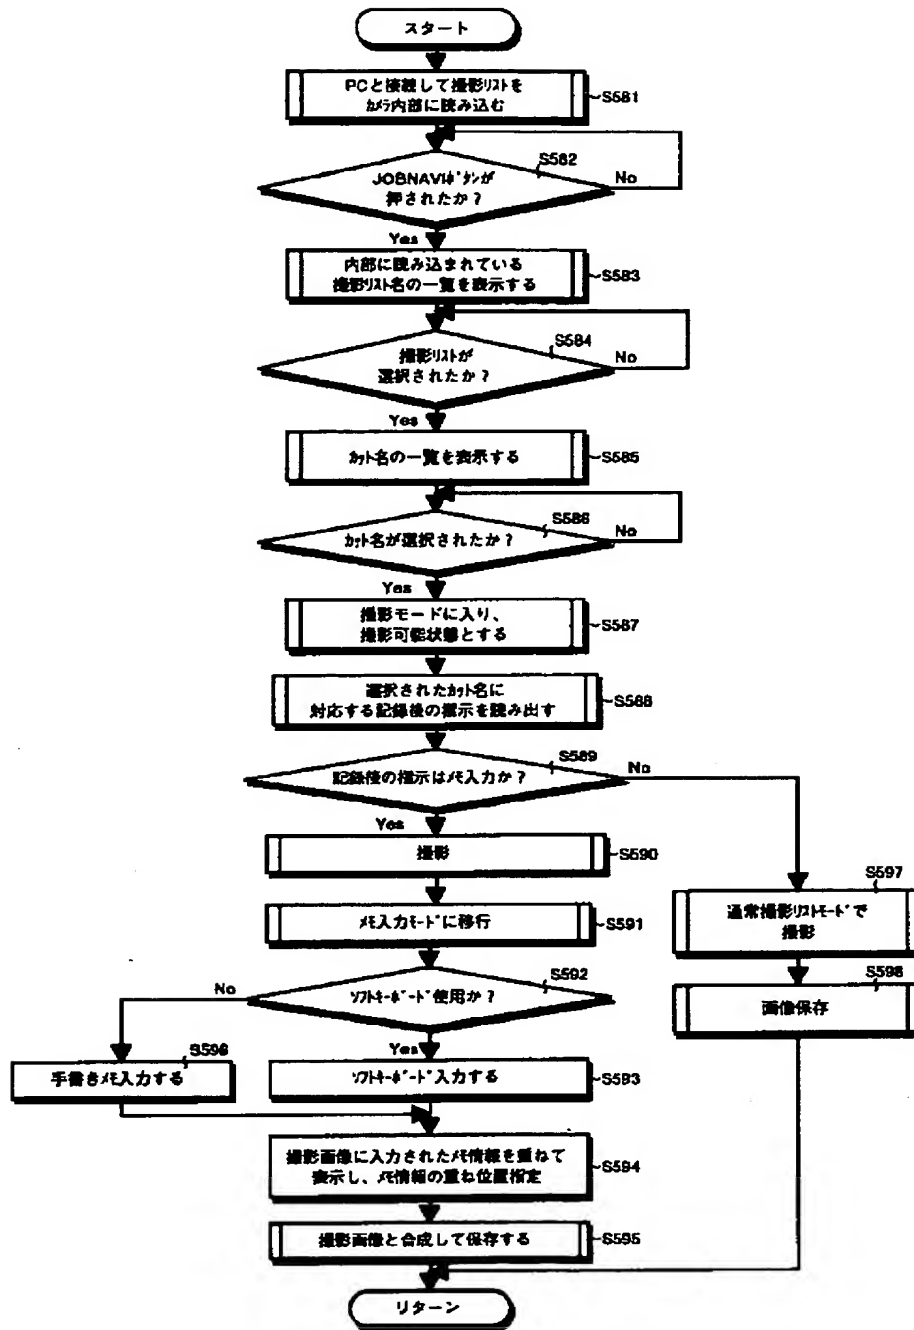 スタート
PCと接続して撮影リストを
カメラ内部に読み込む
S581
S582
JOBNAVIボタンが
押されたか？
No
Yes
内部に読み込まれている
撮影リスト名の一覧を表示する
S583
S584
撮影リストが
選択されたか？
No
Yes
カット名の一覧を表示する
S585
S586
カット名が選択されたか？
No
Yes
撮影モードに入り、
撮影可能状態とする
S587
選択されたカット名に
対応する記録後の指示を読み出す
S588
S589
記録後の指示はメモ入力か？
No
Yes
撮影
S590
S597
通常撮影リストモードで
撮影
メモ入力モードに移行
S591
S592
ソフトキーボード使用か？
No
S598
画像保存
Yes
S596
手書きメモ入力する
ソフトキーボード入力する
S593
撮影画像に入力されたメモ情報を重ねて
表示し、メモ情報の重ね位置指定
S594
撮影画像と合成して保存する
S595
リターン